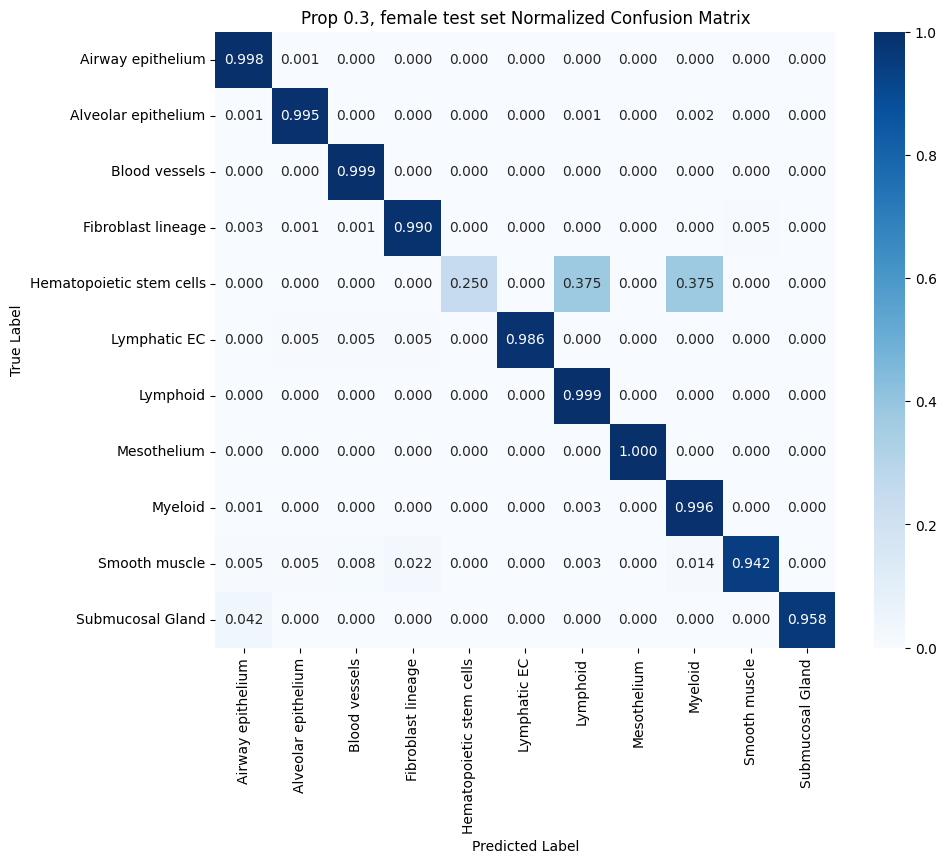 Prop 0.3, female test set Normalized Confusion Matrix
True Label
Airway epithelium 0.998 0.001 0.000 0.000 0.000 0.000 0.000 0.000 0.000 0.000 0.000
Alveolar epithelium 0.001 0.995 0.000 0.000 0.000 0.000 0.001 0.000 0.002 0.000 0.000
Blood vessels 0.000 0.000 0.999 0.000 0.000 0.000 0.000 0.000 0.000 0.000 0.000
Fibroblast lineage 0.003 0.001 0.001 0.990 0.000 0.000 0.000 0.000 0.000 0.005 0.000
Hematopoietic stem cells 0.000 0.000 0.000 0.000 0.250 0.000 0.375 0.000 0.375 0.000 0.000
Lymphatic EC 0.000 0.005 0.005 0.005 0.000 0.986 0.000 0.000 0.000 0.000 0.000
Lymphoid 0.000 0.000 0.000 0.000 0.000 0.000 0.999 0.000 0.000 0.000 0.000
Mesothelium 0.000 0.000 0.000 0.000 0.000 0.000 0.000 1.000 0.000 0.000 0.000
Myeloid 0.001 0.000 0.000 0.000 0.000 0.000 0.003 0.000 0.996 0.000 0.000
Smooth muscle 0.005 0.005 0.008 0.022 0.000 0.000 0.003 0.000 0.014 0.942 0.000
Submucosal Gland 0.042 0.000 0.000 0.000 0.000 0.000 0.000 0.000 0.000 0.000 0.958
Airway epithelium
Alveolar epithelium
Blood vessels
Fibroblast lineage
Hematopoietic stem cells
Lymphatic EC
Lymphoid
Mesothelium
Myeloid
Smooth muscle
Submucosal Gland
Predicted Label
1.0
0.8
0.6
0.4
0.2
0.0